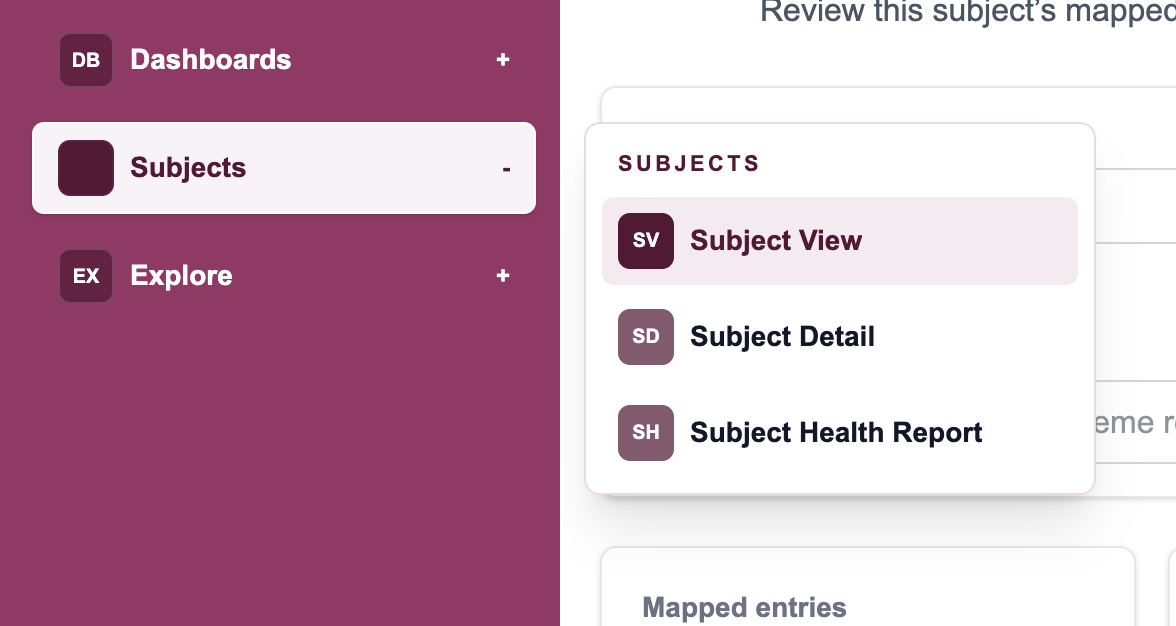 Review this subject’s mapped
DB Dashboards +
Subjects -
EX Explore +
SUBJECTS
SV Subject View
SD Subject Detail
SH Subject Health Report
eme r
Mapped entries